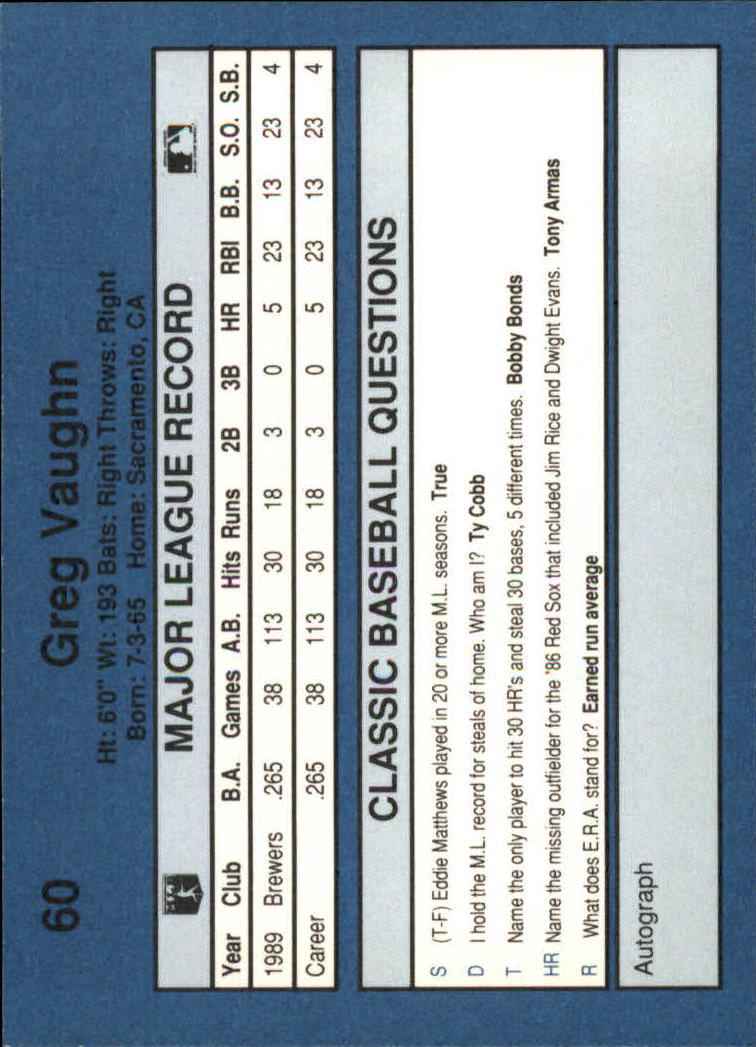 60 Greg Vaughn
Ht: 6'0" Wt: 193 Bats: Right Throws: Right
Born: 7-3-65 Home: Sacramento, CA
MAJOR LEAGUE RECORD
Year Club B.A. Games A.B. Hits Runs 2B 3B HR RBI B.B. S.O. S.B.
1989 Brewers .265 38 113 30 18 3 0 5 23 13 23 4
Career .265 38 113 30 18 3 0 5 23 13 23 4
CLASSIC BASEBALL QUESTIONS
S (T-F) Eddie Matthews played in 20 or more M.L. seasons. True
D I hold the M.L. record for steals of home. Who am I? Ty Cobb
T Name the only player to hit 30 HR's and steal 30 bases, 5 different times. Bobby Bonds
HR Name the missing outfielder for the '86 Red Sox that included Jim Rice and Dwight Evans. Tony Armas
R What does E.R.A. stand for? Earned run average
Autograph